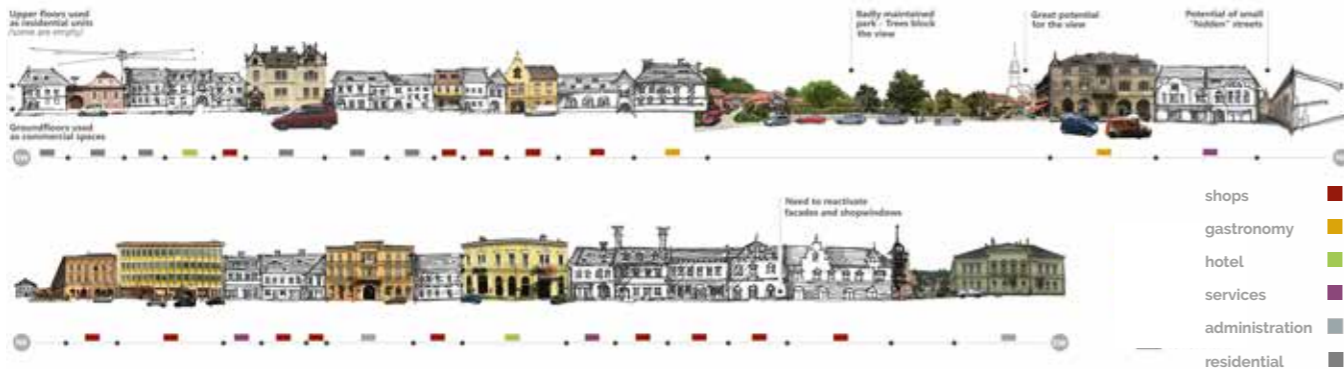 Upper floors used
as residential units
(some are empty)
Badly maintained
park - Trees block
the view
Great potential
for the view
Potential of small
"hidden" streets
Groundfloors used
as commercial spaces
Need to reactivate
facades and shopwindows
shops
gastronomy
hotel
services
administration
residential